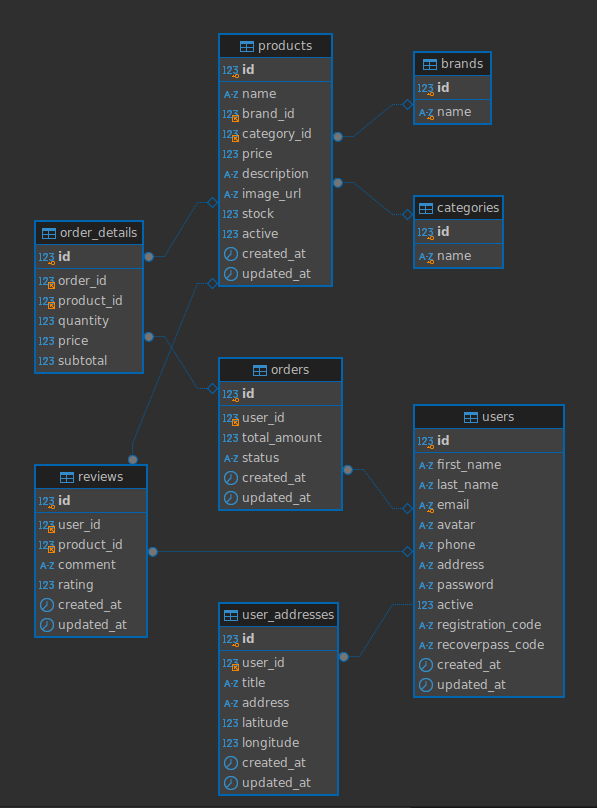 products
123 id
A-Z name
123 brand_id
123 category_id
123 price
A-Z description
A-Z image_url
123 stock
123 active
created_at
updated_at
brands
123 id
A-Z name
categories
123 id
A-Z name
order_details
123 id
123 order_id
123 product_id
123 quantity
123 price
123 subtotal
orders
123 id
123 user_id
123 total_amount
A-Z status
created_at
updated_at
users
123 id
A-Z first_name
A-Z last_name
A-Z email
A-Z avatar
A-Z phone
A-Z address
A-Z password
123 active
A-Z registration_code
A-Z recoverpass_code
created_at
updated_at
reviews
123 id
123 user_id
123 product_id
A-Z comment
123 rating
created_at
updated_at
user_addresses
123 id
123 user_id
A-Z title
A-Z address
123 latitude
123 longitude
created_at
updated_at